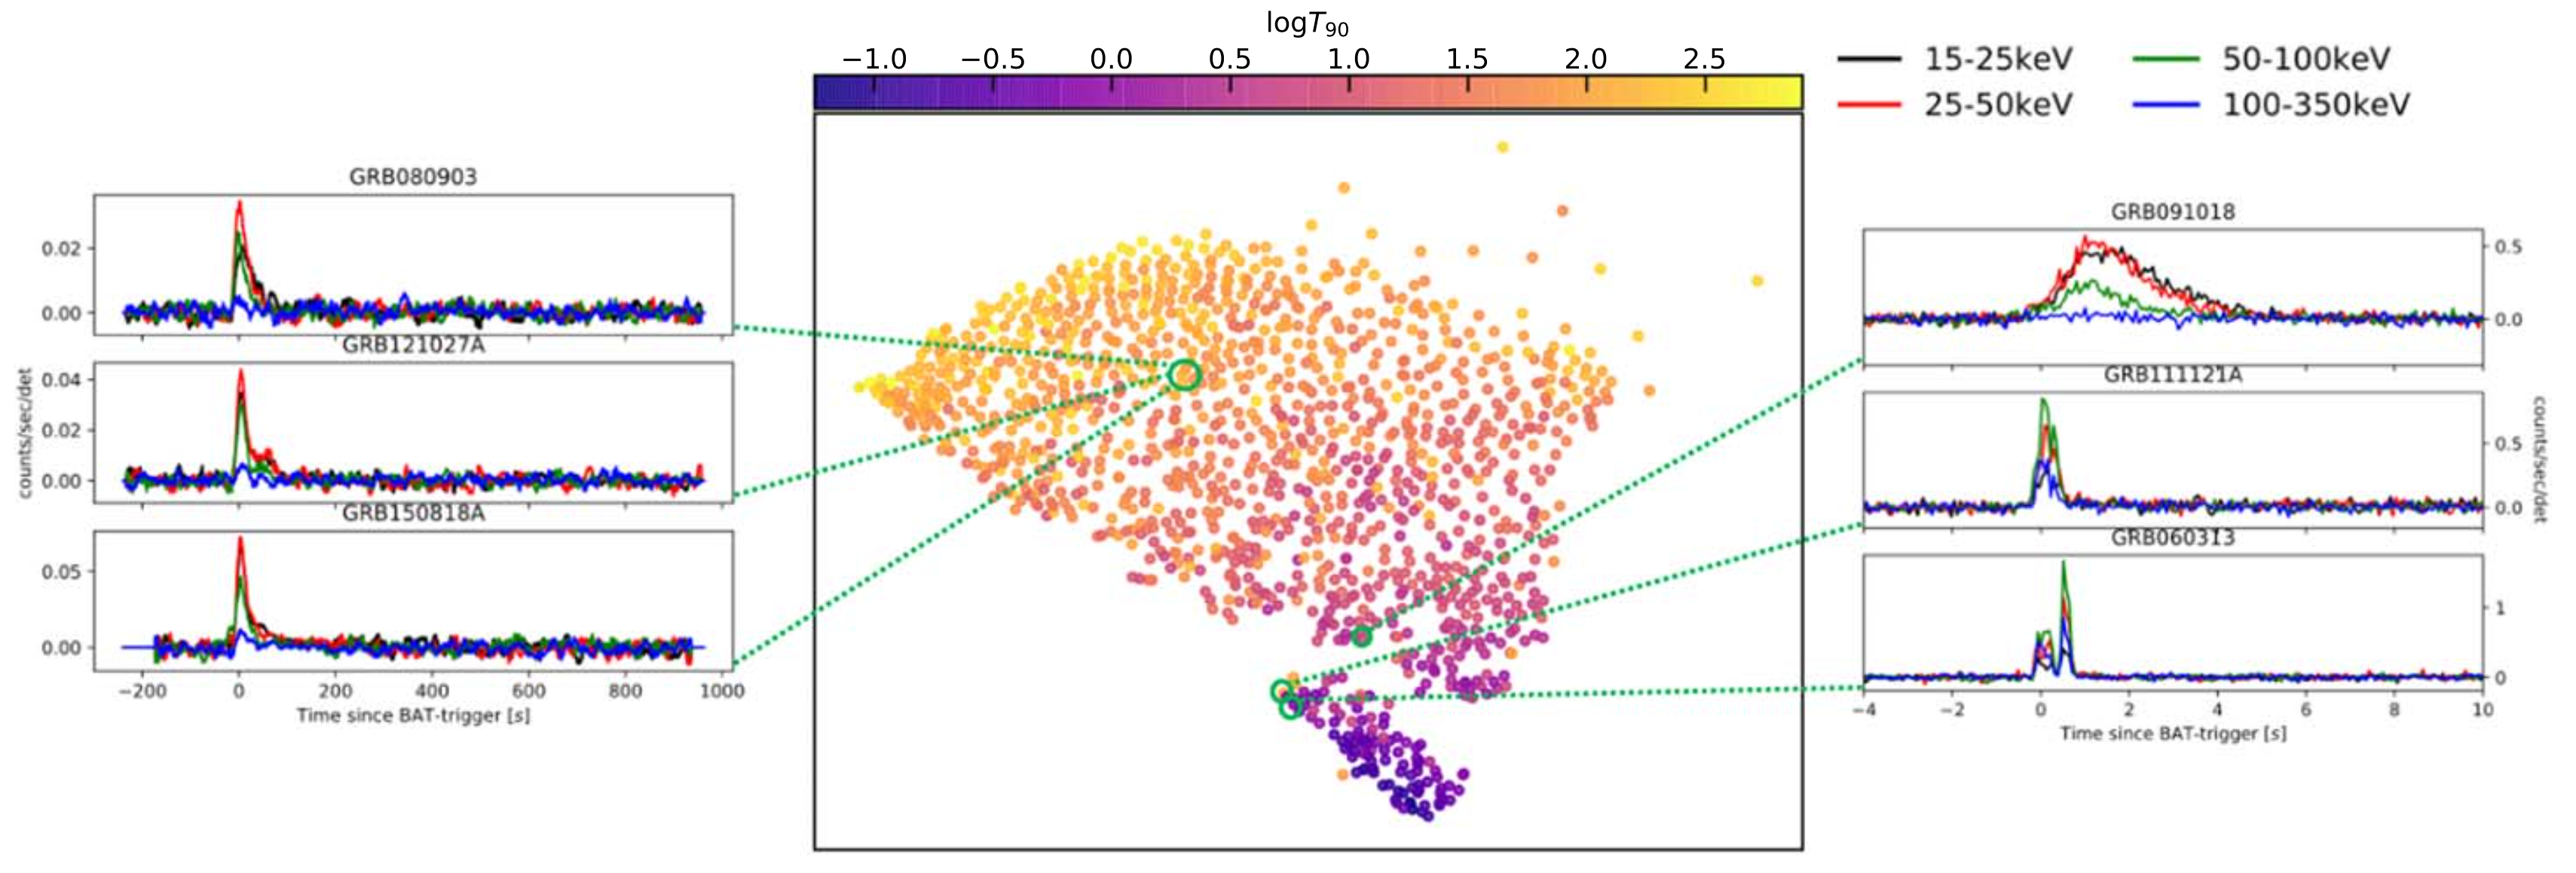 logT90
−1.0 −0.5 0.0 0.5 1.0 1.5 2.0 2.5
15-25keV 50-100keV
25-50keV 100-350keV
GRB080903
0.02
0.00
GRB121027A
0.04
0.02
0.00
GRB150818A
0.05
0.00
−200 0 200 400 600 800 1000
Time since BAT-trigger [s]
counts/sec/det
GRB091018
0.5
0.0
GRB111121A
0.5
0.0
GRB060313
1
0
−4 −2 0 2 4 6 8 10
Time since BAT-trigger [s]
counts/sec/det